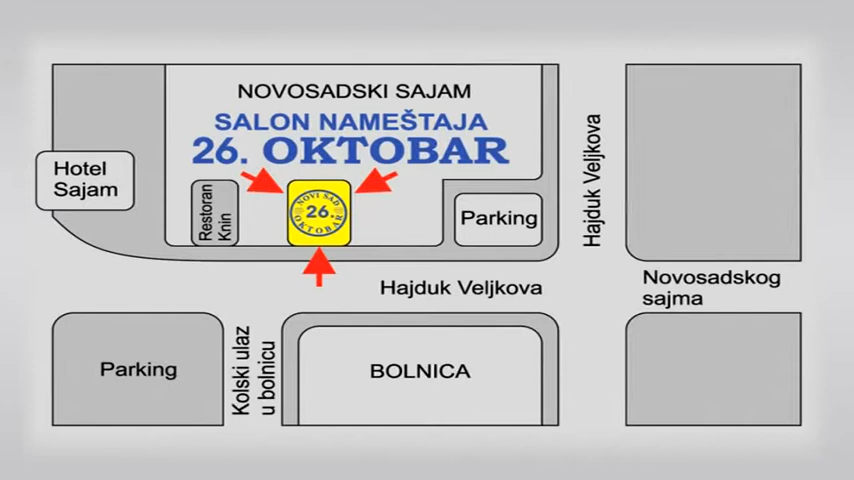 NOVOSADSKI SAJAM
SALON NAMEŠTAJA
26. OKTOBAR
Hotel
Sajam
Restoran
Knin
NOVI SAD
26.
OKTOBAR
Parking
Hajduk Veljkova
Hajduk Veljkova
Novosadskog
sajma
Parking
Kolski ulaz
u bolnicu
BOLNICA